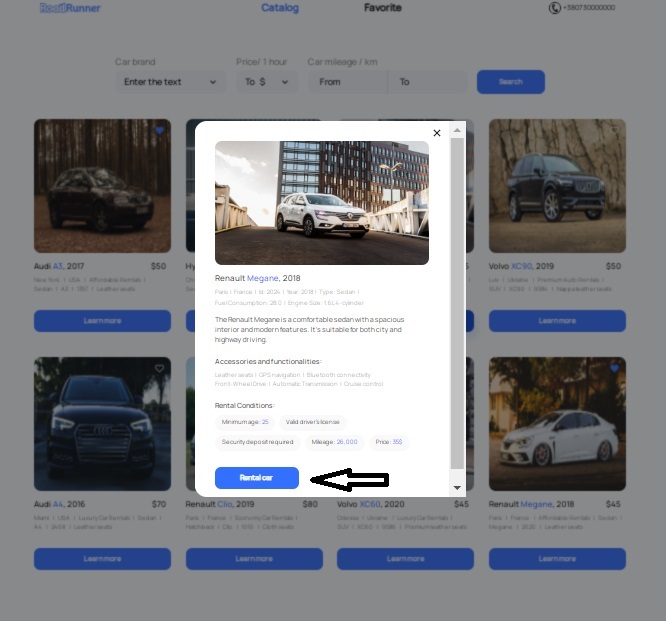 RoadRunner
Catalog
Favorite
+380730000000
Car brand
Price/ 1 hour
Car mileage / km
Enter the text
To $
From
To
Search
Renault Megane, 2018
Paris | France | Id: 2024 | Year: 2018 | Type: Sedan |
Fuel Consumption: 28.0 | Engine Size: 1.6L 4-cylinder
The Renault Megane is a comfortable sedan with a spacious
interior and modern features. It's suitable for both city and
highway driving.
Accessories and functionalities:
Leather seats | GPS navigation | Bluetooth connectivity
Front-Wheel Drive | Automatic Transmission | Cruise control
Rental Conditions:
Minimum age: 25
Valid driver's license
Security deposit required
Mileage: 26,000
Price: 35$
Rental car
Audi A3, 2017
$50
New York | USA | Affordable Rentals |
Sedan | A3 | | Leather seats
Learn more
Hy
Volvo XC90, 2019
$50
Lviv | Ukraine | Premium Auto Rentals |
SUV | XC90 | | Nappa leather seats
Learn more
Audi A4, 2016
$70
Miami | USA | Luxury Car Rentals | Sedan |
A4 | | Leather seats
Learn more
Renault Clio, 2019
$80
Paris | France | Economy Car Rentals |
Hatchback | Clio | | Cloth seats
Learn more
Volvo XC60, 2020
$45
Odessa | Ukraine | Luxury Car Rentals |
SUV | XC60 | | Premium leather seats
Learn more
Renault Megane, 2018
$45
Paris | France | Affordable Rentals | Sedan |
Megane | | Leather seats
Learn more